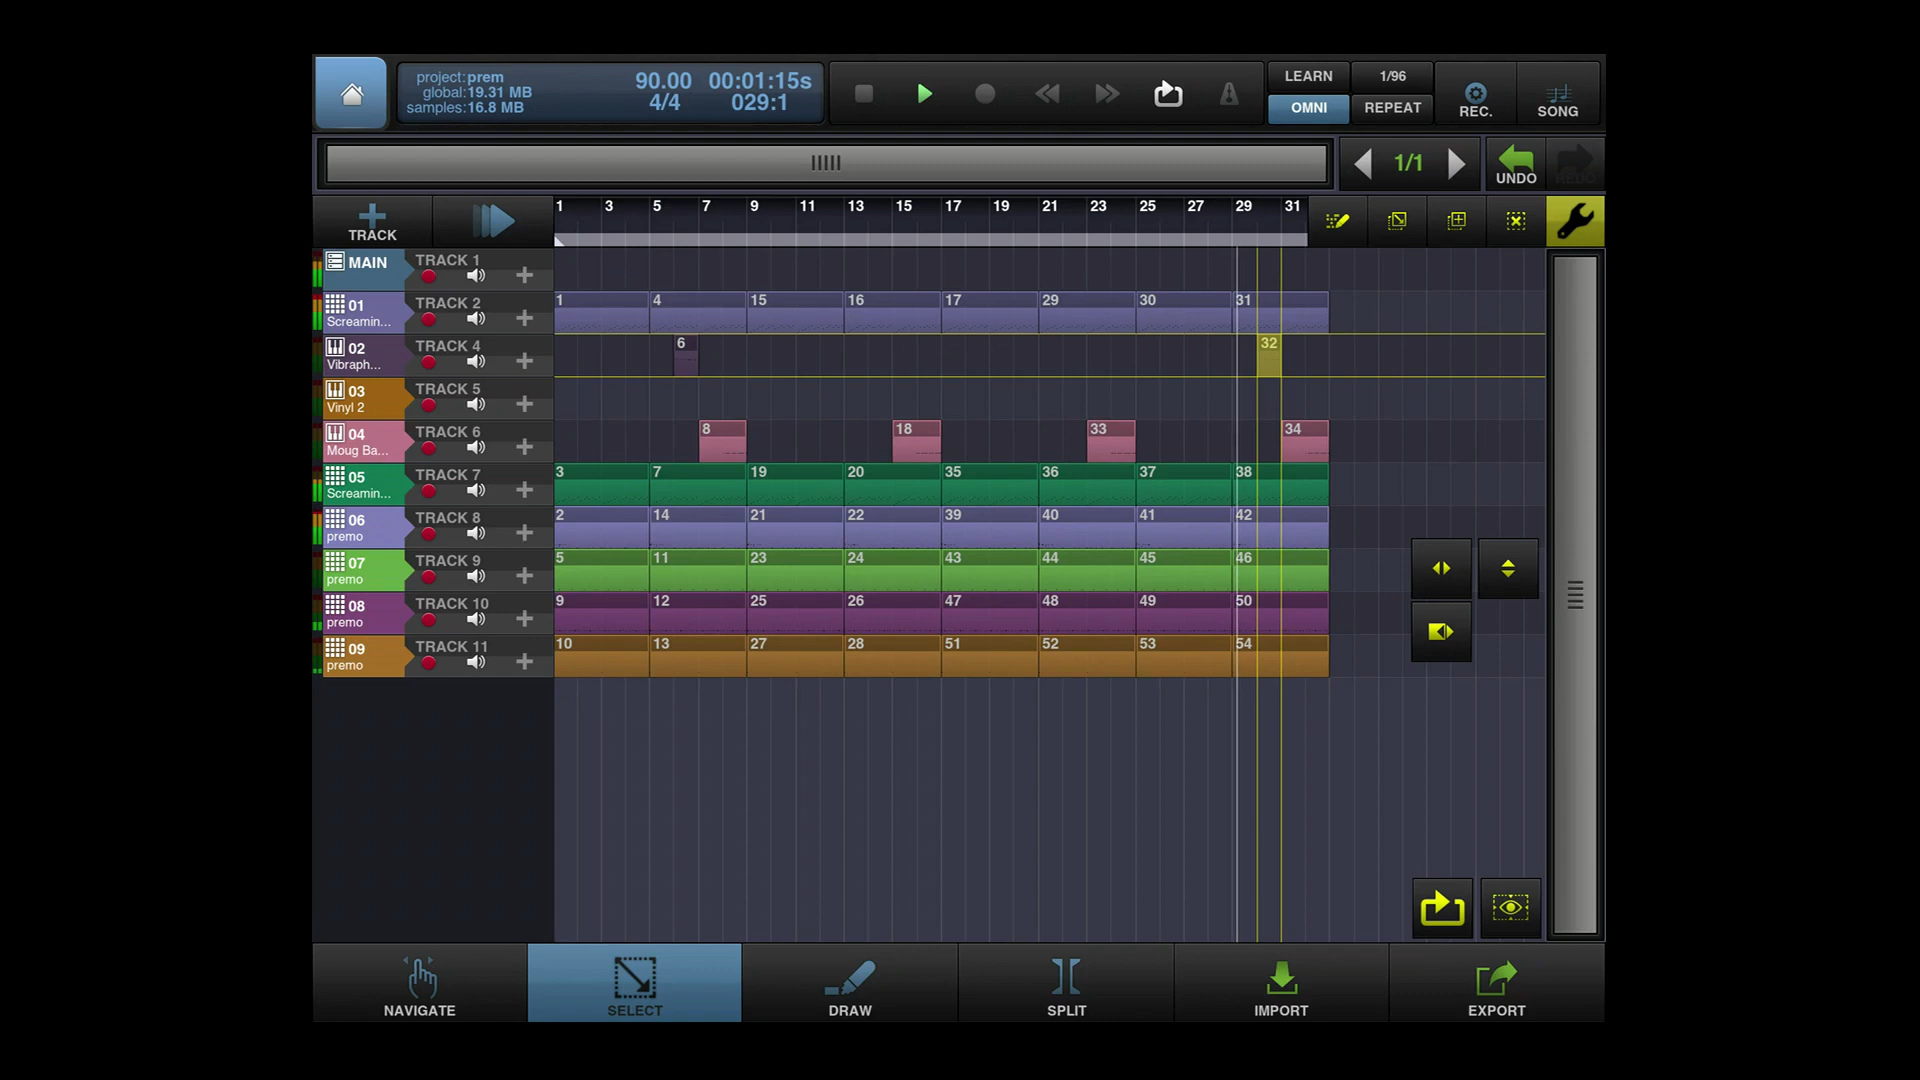 project:prem
global:19.31 MB
samples:16.8 MB
90.00 00:01:15s
4/4 029:1
LEARN
OMNI
1/96
REPEAT
REC.
SONG
1/1
UNDO
REDO
TRACK
1 3 5 7 9 11 13 15 17 19 21 23 25 27 29 31
MAIN TRACK 1
01 Screamin... TRACK 2 1 4 15 16 17 29 30 31
02 Vibraph... TRACK 4 6 32
03 Vinyl 2 TRACK 5
04 Moug Ba... TRACK 6 8 18 33 34
05 Screamin... TRACK 7 3 7 19 20 35 36 37 38
06 premo TRACK 8 2 14 21 22 39 40 41 42
07 premo TRACK 9 5 11 23 24 43 44 45 46
08 premo TRACK 10 9 12 25 26 47 48 49 50
09 premo TRACK 11 10 13 27 28 51 52 53 54
NAVIGATE
SELECT
DRAW
SPLIT
IMPORT
EXPORT